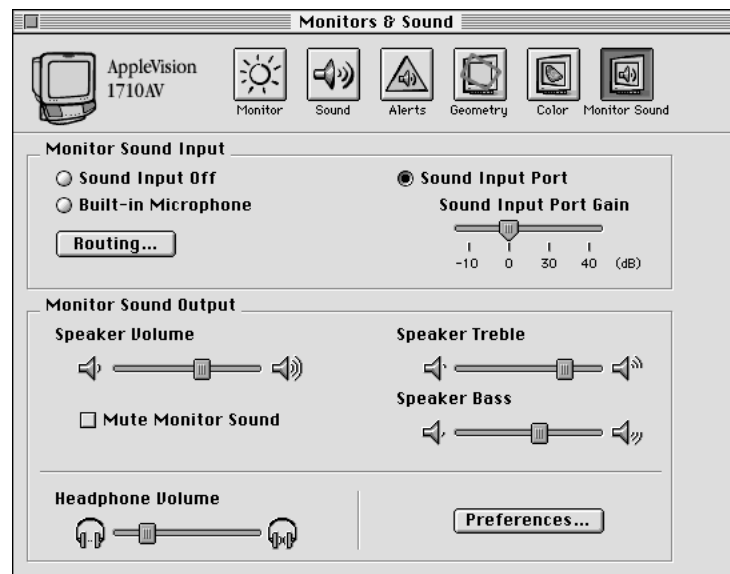 Monitors & Sound
AppleVision
1710AV
Monitor
Sound
Alerts
Geometry
Color
Monitor Sound
Monitor Sound Input
Sound Input Off
Built-in Microphone
Routing...
Sound Input Port
Sound Input Port Gain
-10 0 30 40 (dB)
Monitor Sound Output
Speaker Volume
Mute Monitor Sound
Speaker Treble
Speaker Bass
Headphone Volume
Preferences...